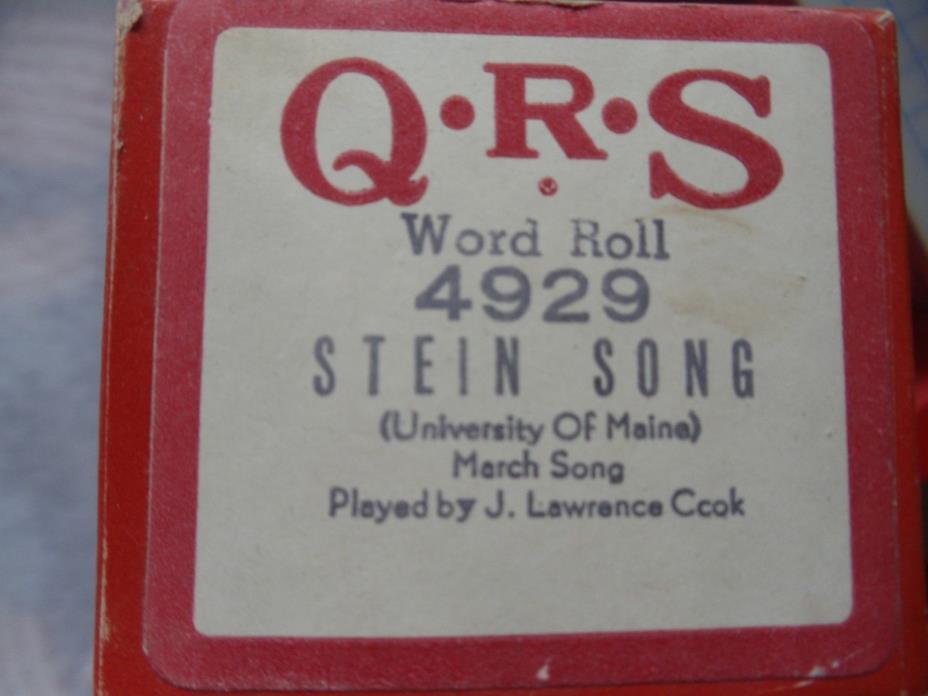 Q·R·S
Word Roll
4929
STEIN SONG
(University Of Maine)
March Song
Played by J. Lawrence Cook